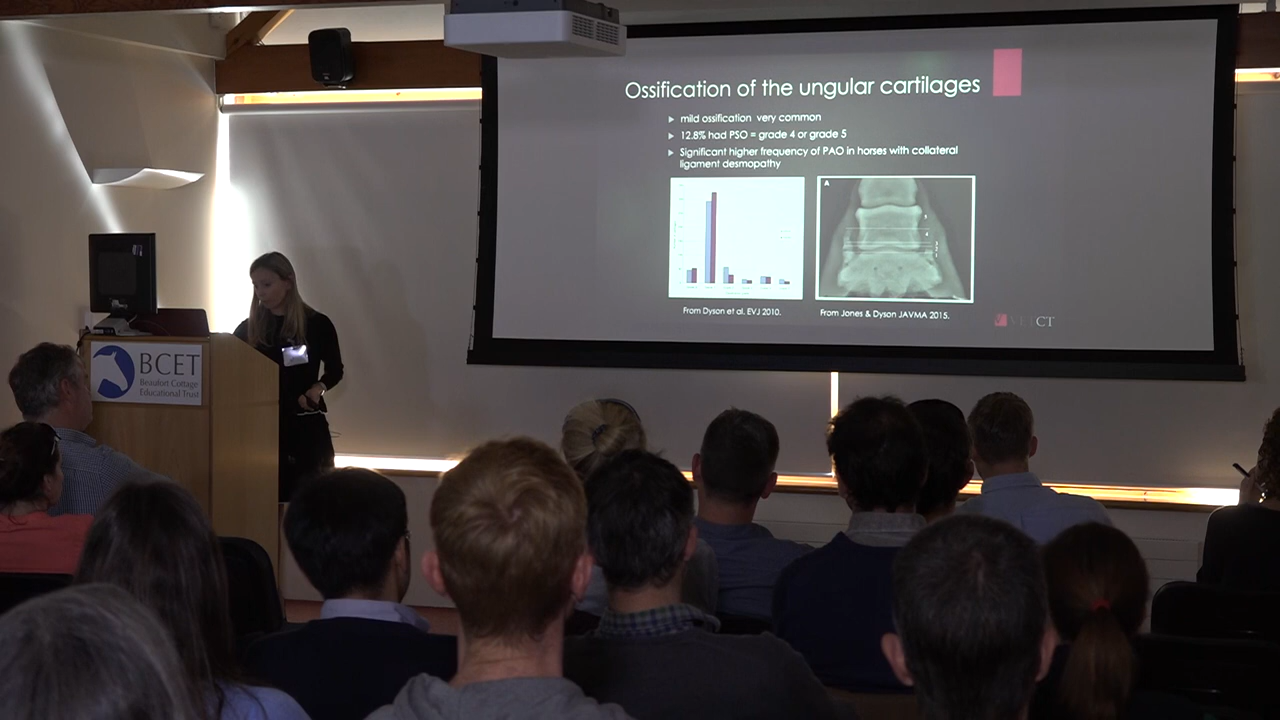 Ossification of the ungular cartilages
mild ossification very common
12.8% had PSO = grade 4 or grade 5
Significant higher frequency of PAO in horses with collateral
ligament desmopathy
A
From Dyson et al. EVJ 2010.
From Jones & Dyson JAVMA 2015.
VETCT
BCET
Beaufort Cottage
Educational Trust